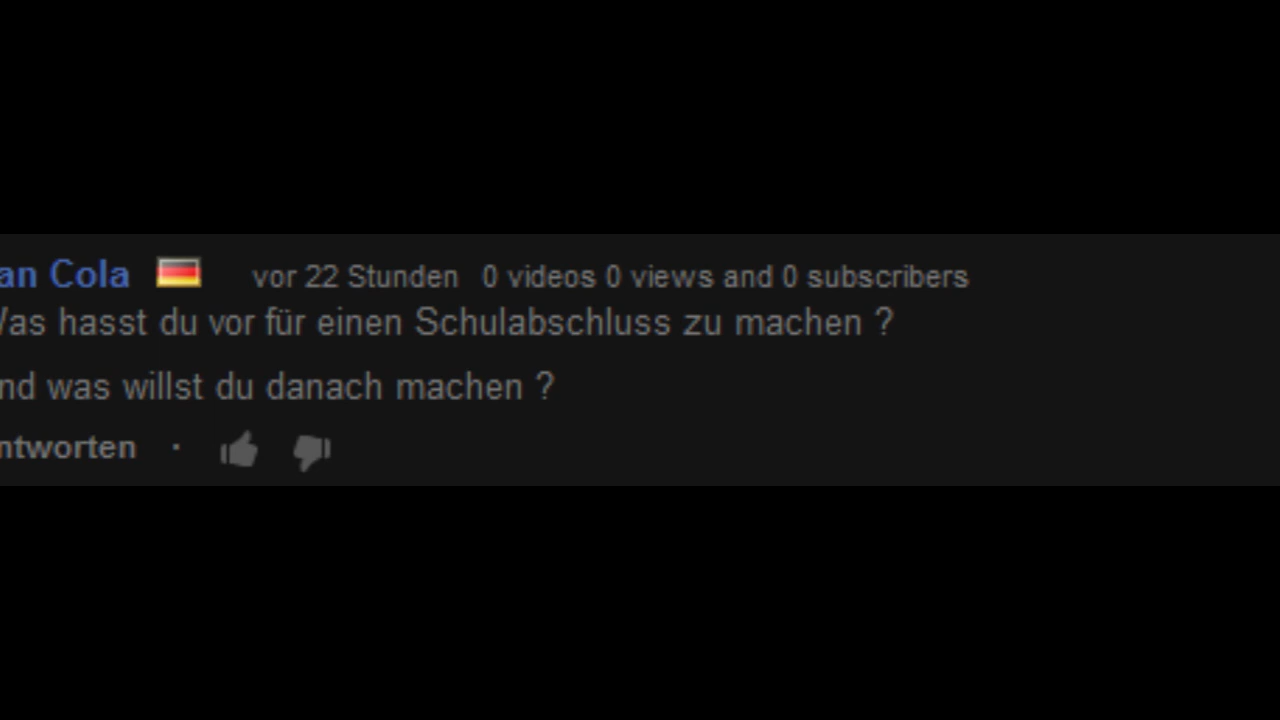 an Cola vor 22 Stunden 0 videos 0 views and 0 subscribers
Was hasst du vor für einen Schulabschluss zu machen ?
nd was willst du danach machen ?
ntworten ·